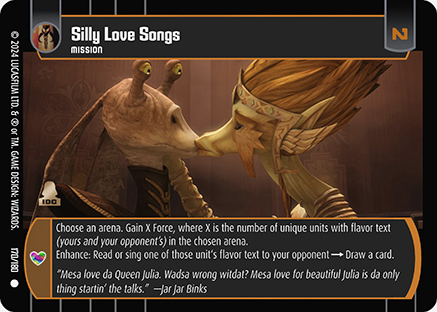 Silly Love Songs
MISSION
N
© 2024 LUCASFILM LTD. & ® OR TM. GAME DESIGN: WIZARDS.
100
Choose an arena. Gain X Force, where X is the number of unique units with flavor text
(yours and your opponent's) in the chosen arena.
Enhance: Read or sing one of those unit's flavor text to your opponent → Draw a card.
"Mesa love da Queen Julia. Wadsa wrong witdat? Mesa love for beautiful Julia is da only
thing startin' the talks." —Jar Jar Binks